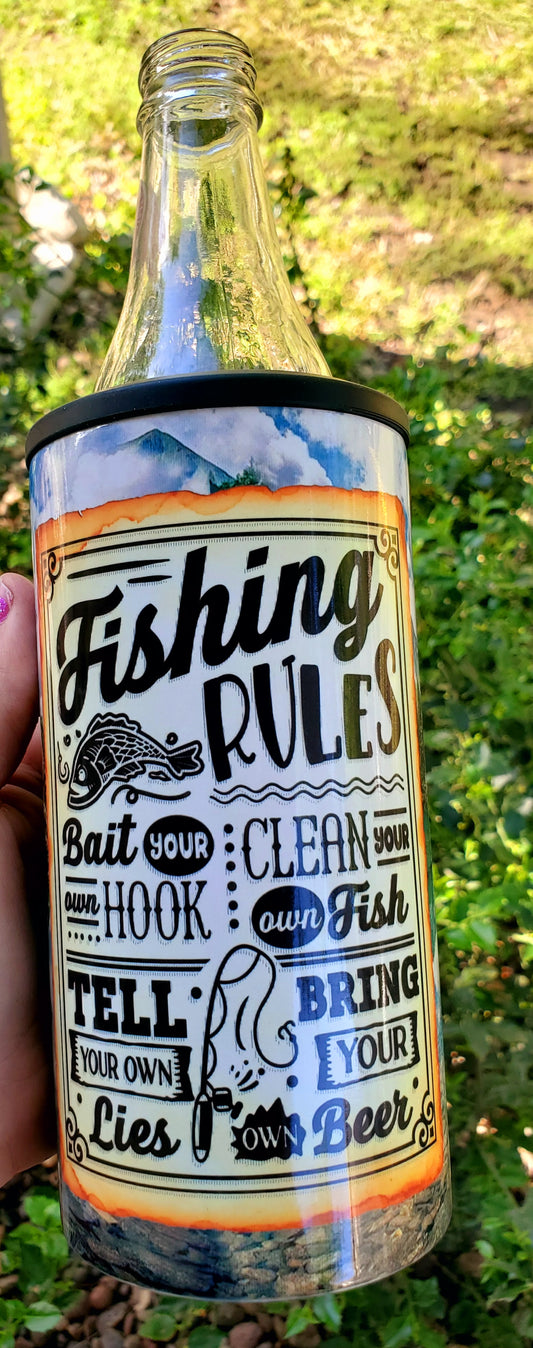 Fishing
RULES
Bait YOUR
own HOOK
CLEAN YOUR
own Fish
TELL
YOUR OWN
Lies
BRING
YOUR
OWN Beer